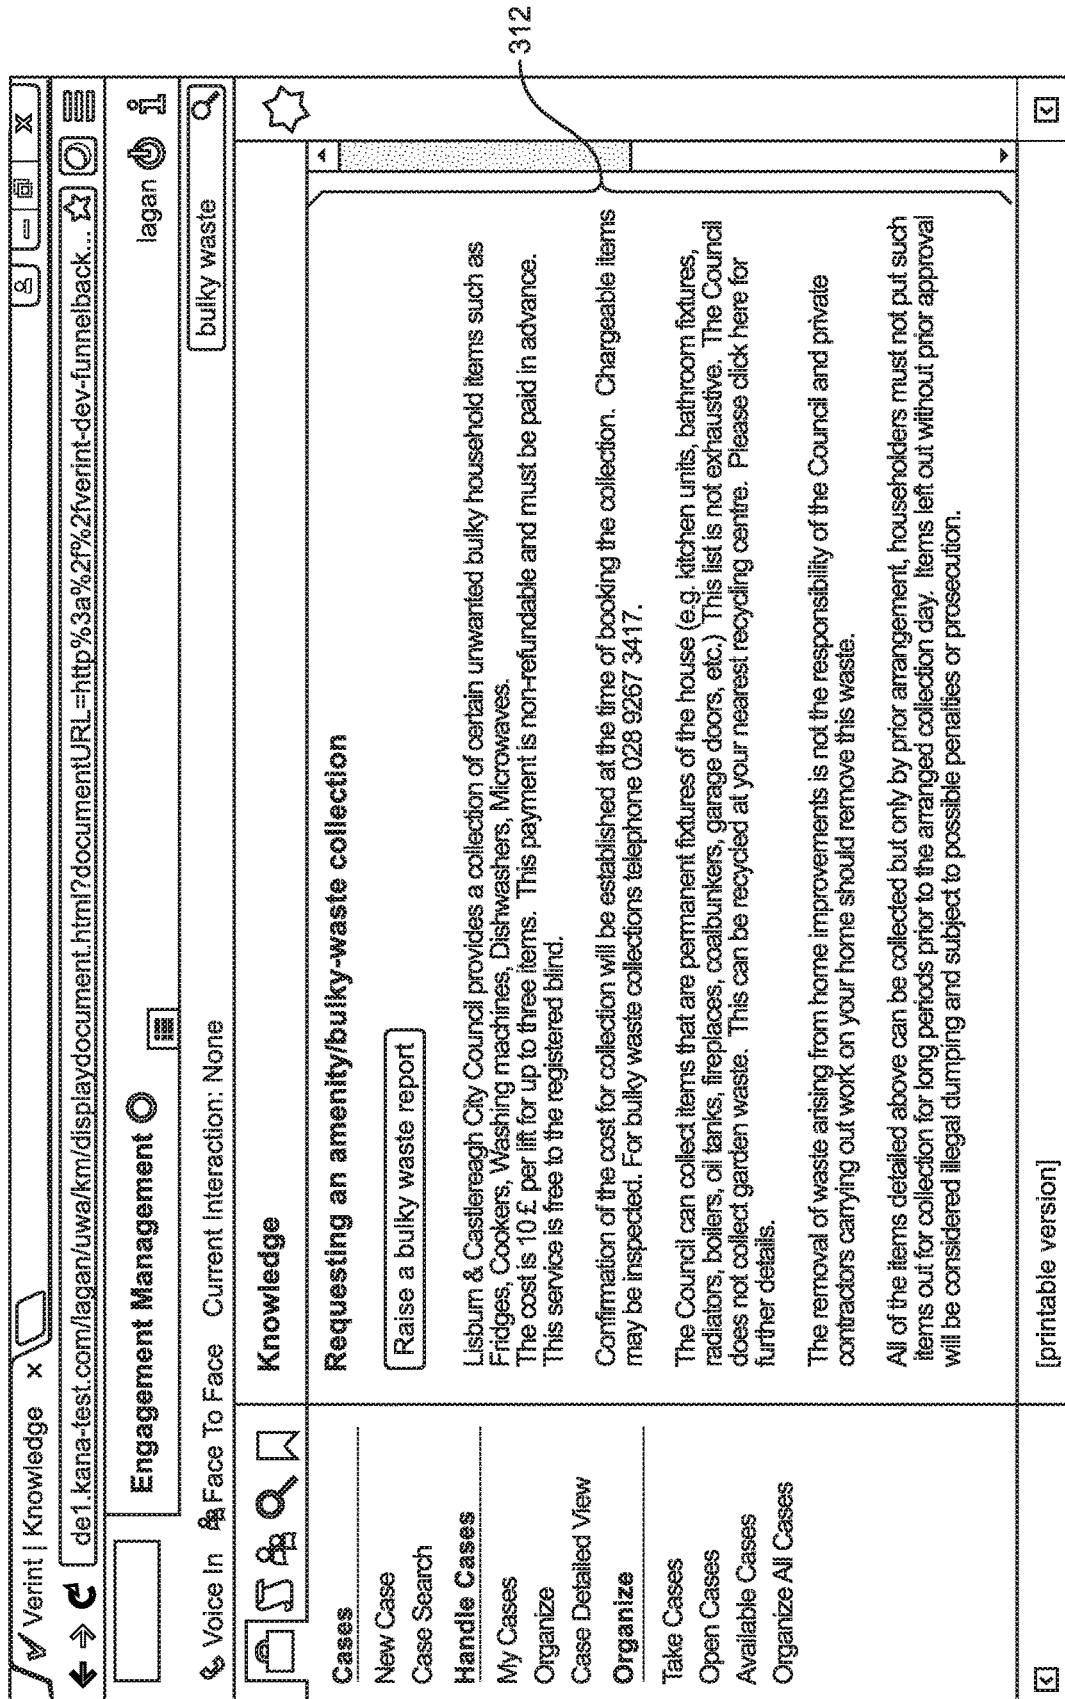 Verint | Knowledge x
X
de1.kana-test.com/lagan/uwa/km/displaydocument.html?documentURL=http%3a%2f%2fverint-dev-funnelback...
Engagement Management
lagan
Voice In Face To Face Current Interaction: None
bulky waste
Cases
New Case
Case Search
Handle Cases
My Cases
Organize
Case Detailed View
Organize
Take Cases
Open Cases
Available Cases
Organize All Cases
Knowledge
Requesting an amenity/bulky-waste collection
Raise a bulky waste report
Lisburn & Castlereagh City Council provides a collection of certain unwanted bulky household items such as
Fridges, Cookers, Washing machines, Dishwashers, Microwaves.
The cost is 10 £ per lift for up to three items. This payment is non-refundable and must be paid in advance.
This service is free to the registered blind.
Confirmation of the cost for collection will be established at the time of booking the collection. Chargeable items
may be inspected. For bulky waste collections telephone 028 9267 3417.
The Council can collect items that are permanent fixtures of the house (e.g. kitchen units, bathroom fixtures,
radiators, boilers, oil tanks, fireplaces, coalbunkers, garage doors, etc.) This list is not exhaustive. The Council
does not collect garden waste. This can be recycled at your nearest recycling centre. Please click here for
further details.
The removal of waste arising from home improvements is not the responsibility of the Council and private
contractors carrying out work on your home should remove this waste.
All of the items detailed above can be collected but only by prior arrangement, householders must not put such
items out for collection for long periods prior to the arranged collection day. Items left out without prior approval
will be considered illegal dumping and subject to possible penalties or prosecution.
[printable version]
312